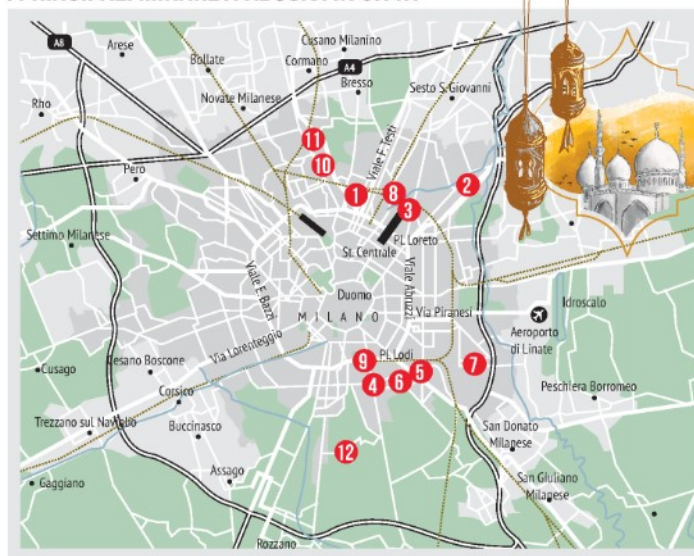 A8
Arese
Bollate
Cusano Milanino
Cormano
A4
Bresso
Rho
Novate Milanese
Sesto S. Giovanni
11
Viale F. Testi
Pero
10
1
8
2
3
Settimo Milanese
St. Centrale
P.l. Loreto
Viale E. Bazzi
Viale Abruzzi
Duomo
MILANO
Via Piranesi
Idroscalo
Aeroporto
di Linate
Via Lorenteggio
Cusago
Cesano Boscone
9
P.l. Lodi
7
Corsico
4
6
5
Peschiera Borromeo
Trezzano sul Naviglio
Buccinasco
San Donato
Milanese
12
Gaggiano
Assago
San Giuliano
Milanese
Rozzano